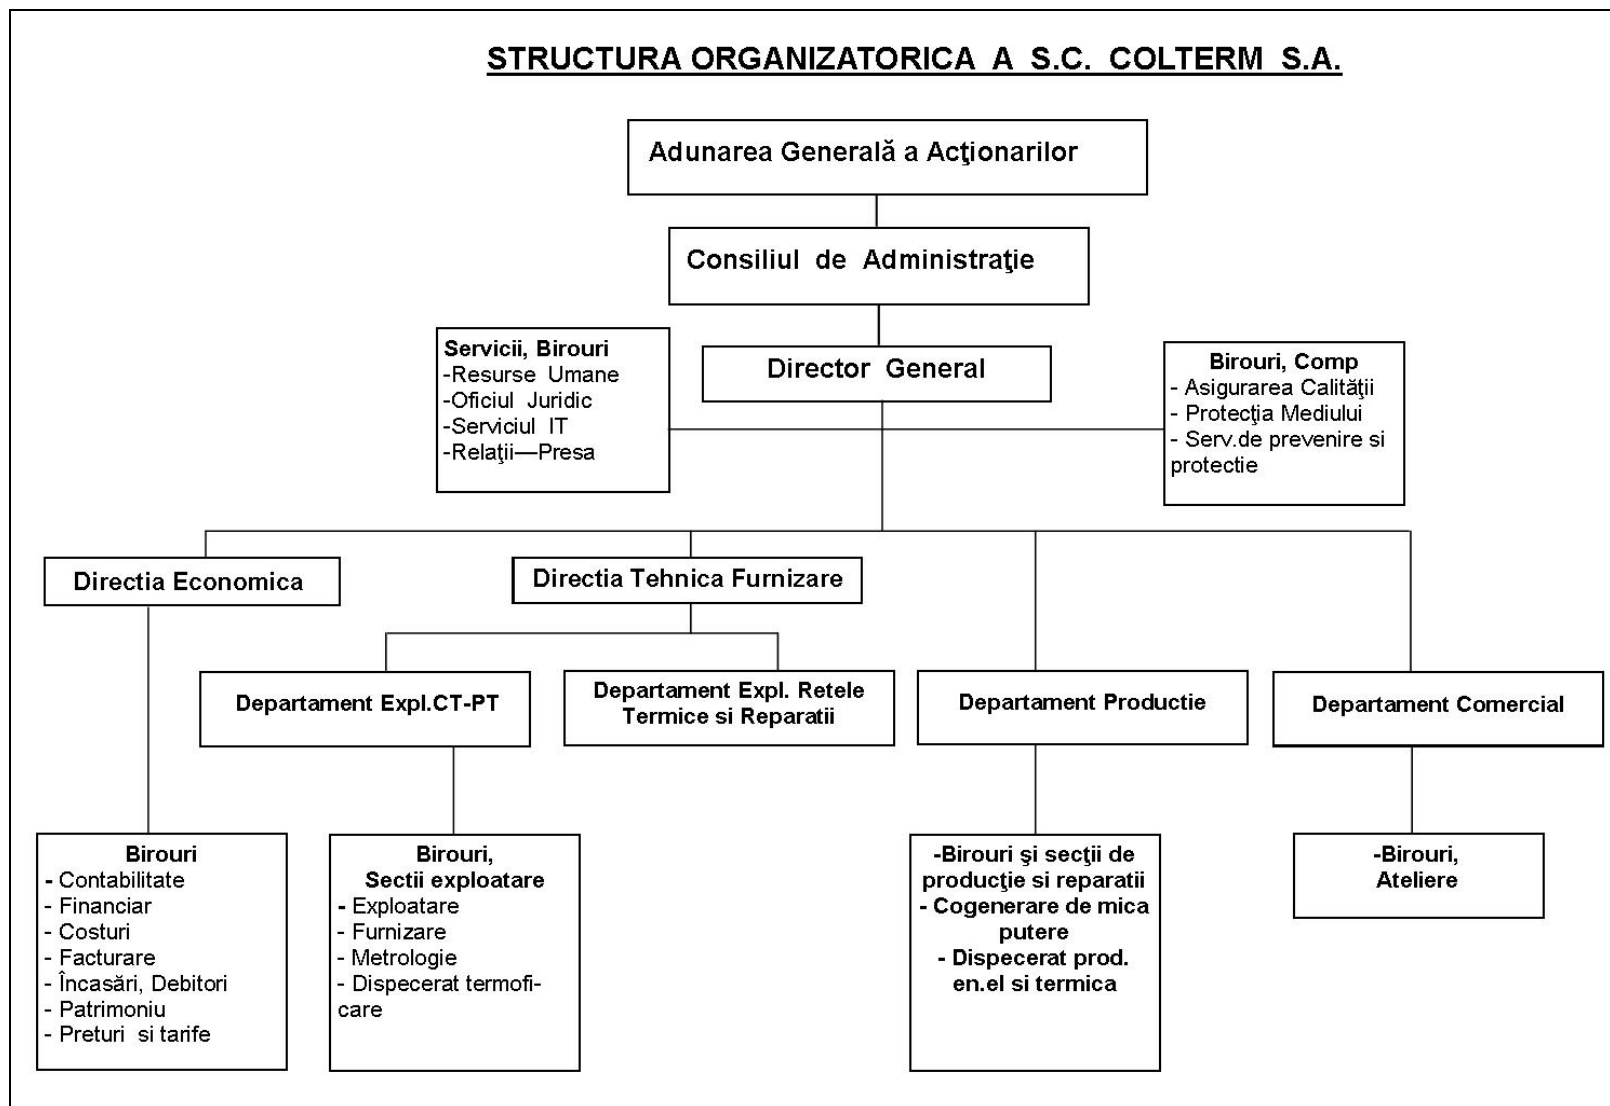 STRUCTURA ORGANIZATORICA A S.C. COLTERM S.A.
Adunarea Generală a Acţionarilor
Consiliul de Administraţie
Servicii, Birouri
-Resurse Umane
-Oficiul Juridic
-Serviciul IT
-Relaţii—Presa
Director General
Birouri, Comp
- Asigurarea Calităţii
- Protecţia Mediului
- Serv.de prevenire si
protectie
Directia Economica
Directia Tehnica Furnizare
Departament Expl.CT-PT
Departament Expl. Retele
Termice si Reparatii
Departament Productie
Departament Comercial
Birouri
- Contabilitate
- Financiar
- Costuri
- Facturare
- Încasări, Debitori
- Patrimoniu
- Preturi si tarife
Birouri,
Sectii exploatare
- Exploatare
- Furnizare
- Metrologie
- Dispecerat termofi-
care
-Birouri şi secţii de
producţie si reparatii
- Cogenerare de mica
putere
- Dispecerat prod.
en.el si termica
-Birouri,
Ateliere